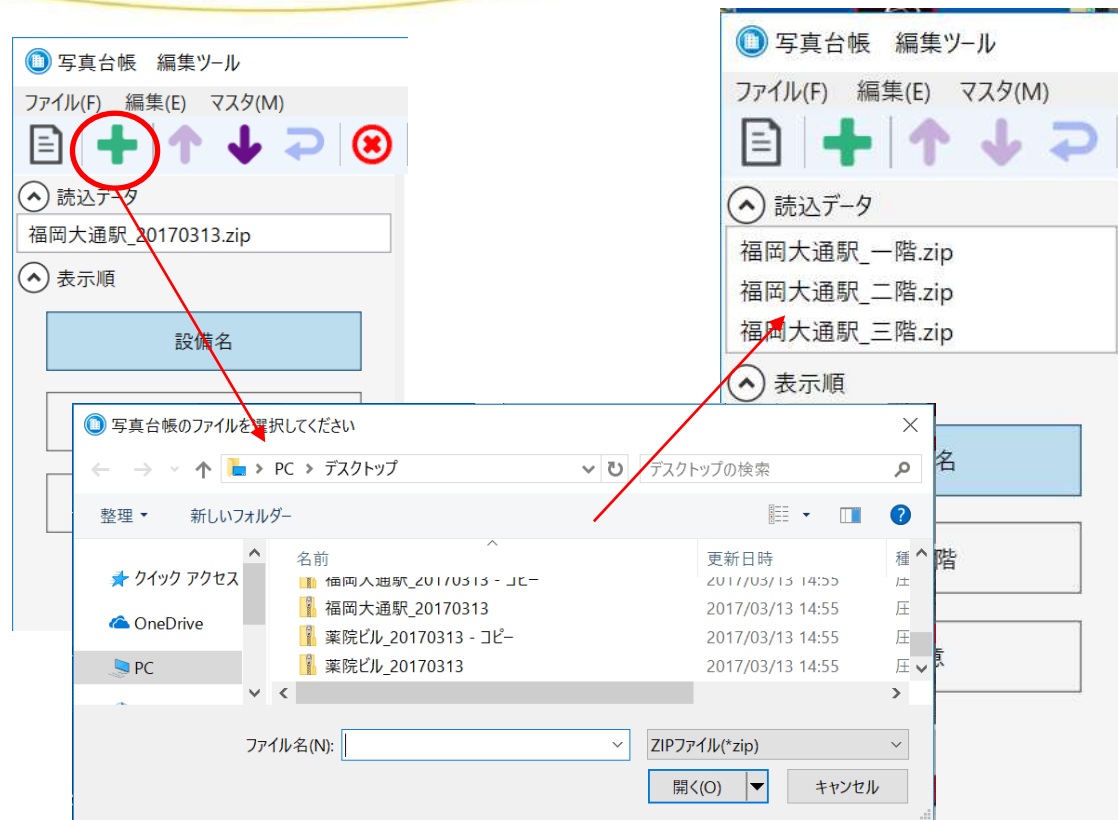 写真台帳　編集ツール
ファイル(F)　編集(E)　マスタ(M)
読込データ
福岡大通駅_20170313.zip
表示順
設備名
写真台帳　編集ツール
ファイル(F)　編集(E)　マスタ(M)
読込データ
福岡大通駅_一階.zip
福岡大通駅_二階.zip
福岡大通駅_三階.zip
表示順
名
階
写真台帳のファイルを選択してください
PC > デスクトップ
デスクトップの検索
整理
新しいフォルダー
クイック アクセス
OneDrive
PC
名前 更新日時 種
福岡大通駅_20170313 - コピー 2017/03/13 14:55 圧
福岡大通駅_20170313 2017/03/13 14:55 圧
薬院ビル_20170313 - コピー 2017/03/13 14:55 圧
薬院ビル_20170313 2017/03/13 14:55 圧
ファイル名(N):
ZIPファイル(*zip)
開く(O)
キャンセル